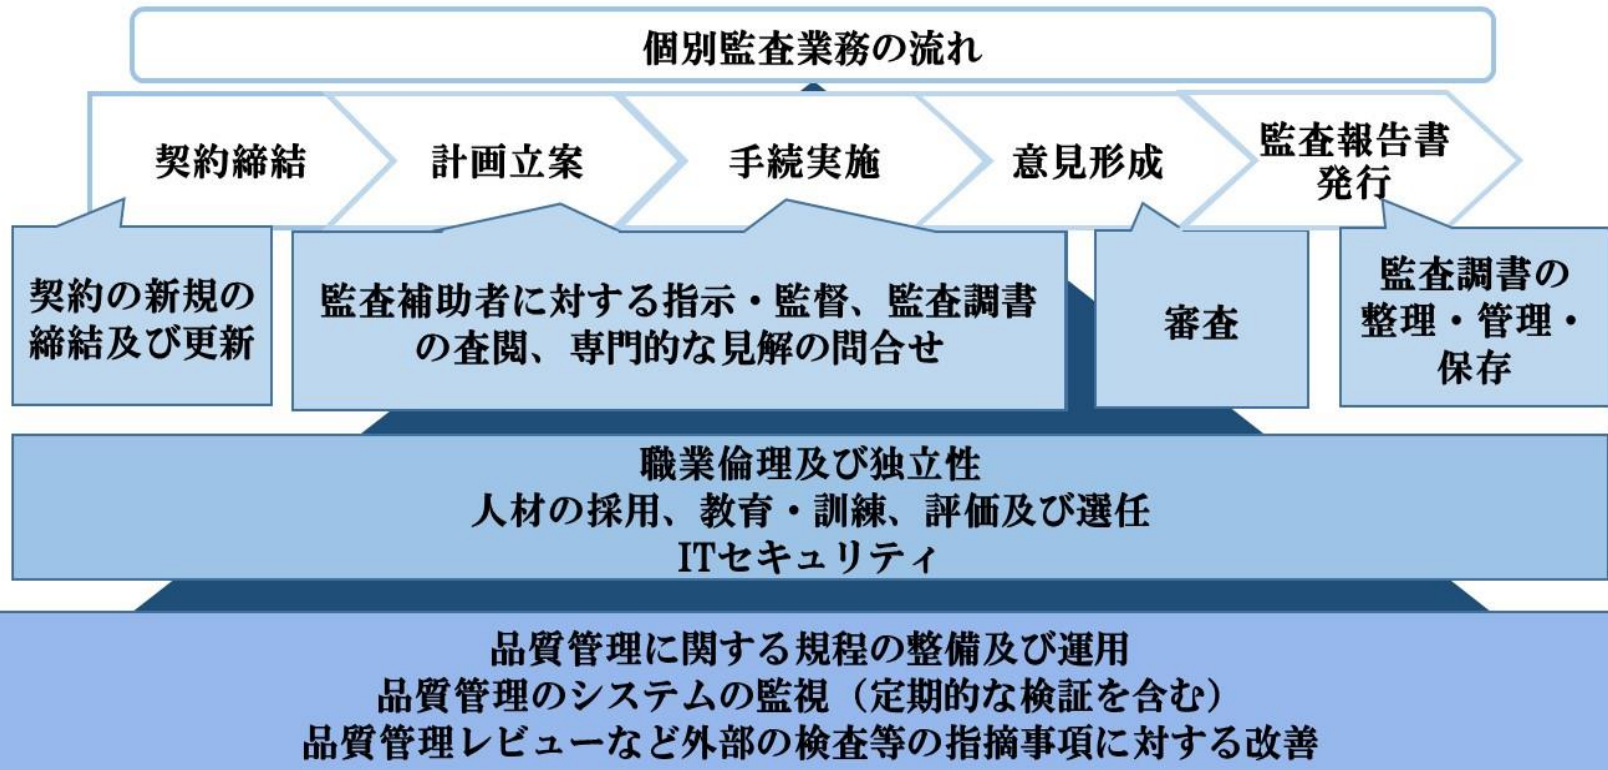 個別監査業務の流れ
契約締結
計画立案
手続実施
意見形成
監査報告書
発行
契約の新規の
締結及び更新
監査補助者に対する指示・監督、監査調書
の査閲、専門的な見解の問合せ
審査
監査調書の
整理・管理・
保存
職業倫理及び独立性
人材の採用、教育・訓練、評価及び選任
ITセキュリティ
品質管理に関する規程の整備及び運用
品質管理のシステムの監視（定期的な検証を含む）
品質管理レビューなど外部の検査等の指摘事項に対する改善